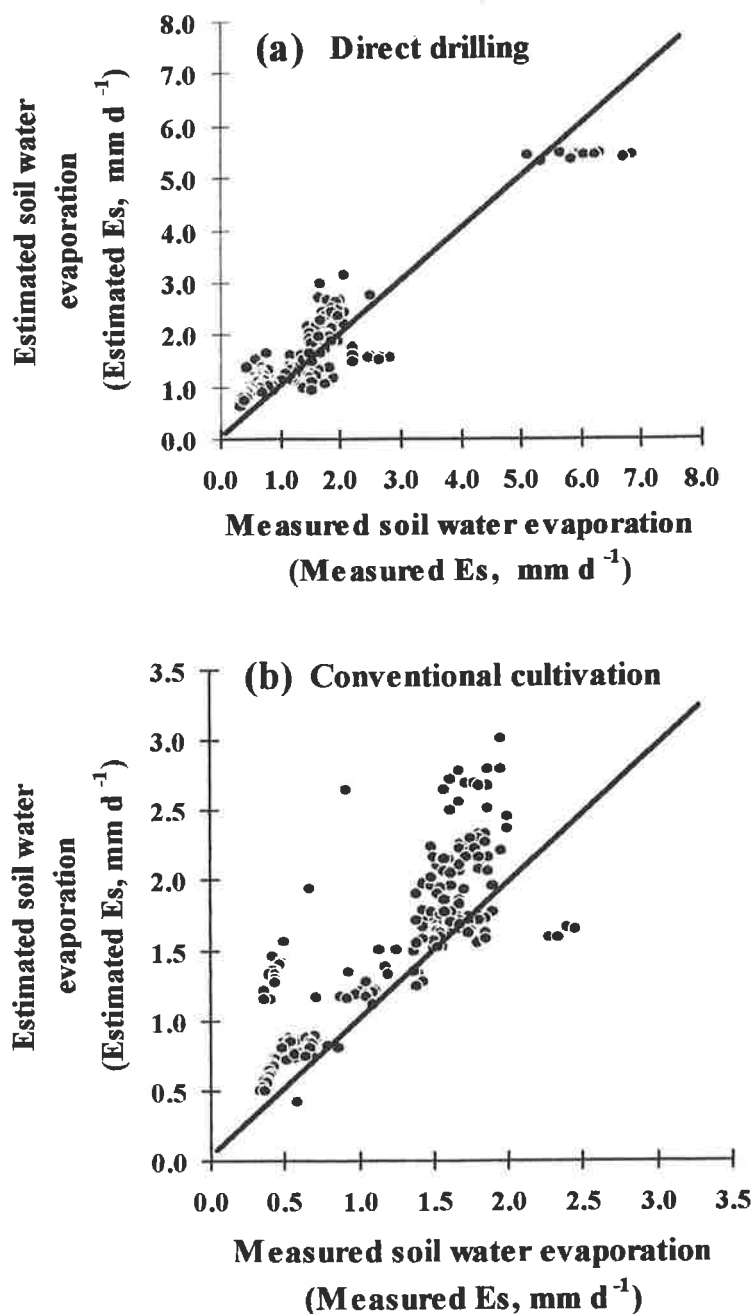 (a) Direct drilling
8.0
7.0
6.0
5.0
4.0
3.0
2.0
1.0
0.0
Estimated soil water
evaporation
(Estimated Es, mm d⁻¹)
0.0 1.0 2.0 3.0 4.0 5.0 6.0 7.0 8.0
Measured soil water evaporation
(Measured Es, mm d⁻¹)
(b) Conventional cultivation
3.5
3.0
2.5
2.0
1.5
1.0
0.5
0.0
Estimated soil water
evaporation
(Estimated Es, mm d⁻¹)
0.0 0.5 1.0 1.5 2.0 2.5 3.0 3.5
Measured soil water evaporation
(Measured Es, mm d⁻¹)